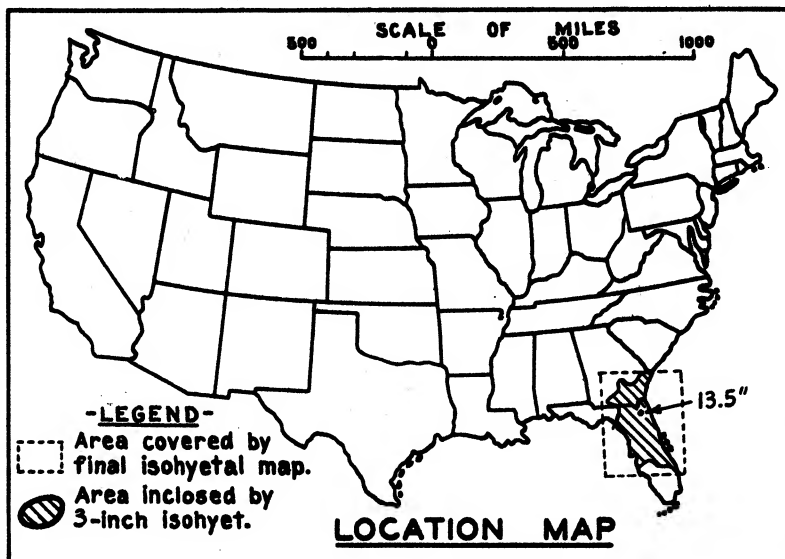 SCALE OF MILES
500 0 500 1000
13.5"
-LEGEND-
Area covered by
final isohyetal map.
Area inclosed by
3-inch isohyet.
LOCATION MAP